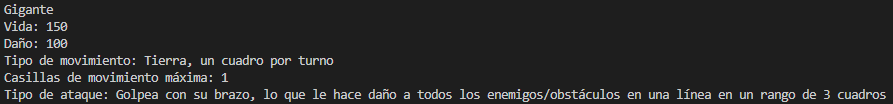 Gigante
Vida: 150
Daño: 100
Tipo de movimiento: Tierra, un cuadro por turno
Casillas de movimiento máxima: 1
Tipo de ataque: Golpea con su brazo, lo que le hace daño a todos los enemigos/obstáculos en una línea en un rango de 3 cuadros